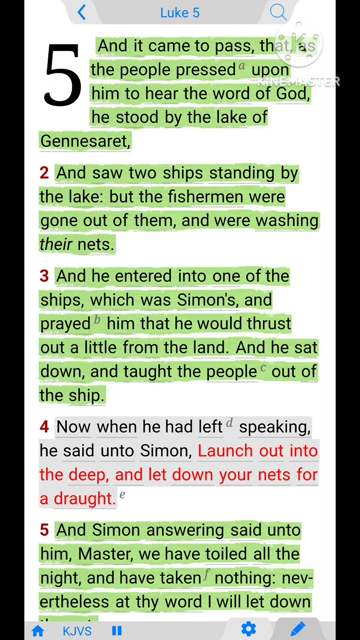 Luke 5
KINEMASTER
5 And it came to pass, that, as
the people pressed a upon
him to hear the word of God,
he stood by the lake of
Gennesaret,
2 And saw two ships standing by
the lake: but the fishermen were
gone out of them, and were washing
their nets.
3 And he entered into one of the
ships, which was Simon's, and
prayed b him that he would thrust
out a little from the land. And he sat
down, and taught the people c out of
the ship.
4 Now when he had left d speaking,
he said unto Simon, Launch out into
the deep, and let down your nets for
a draught. e
5 And Simon answering said unto
him, Master, we have toiled all the
night, and have taken f nothing: nev-
ertheless at thy word I will let down
KJVS